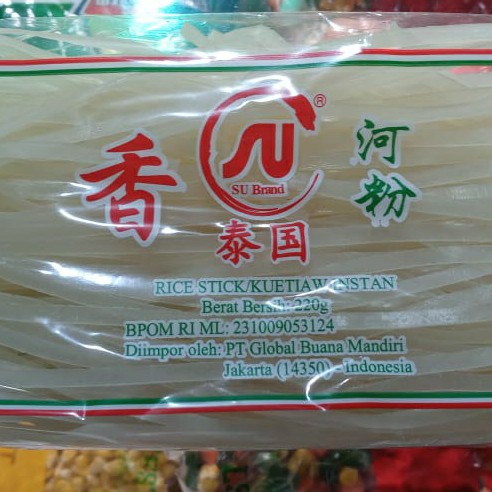 ®
SU
SU Brand
香
河粉
泰国
RICE STICK/KUETIAW INSTAN
Berat Bersih: 220g
BPOM RI ML: 231009053124
Diimpor oleh: PT Global Buana Mandiri
Jakarta (14350) - Indonesia